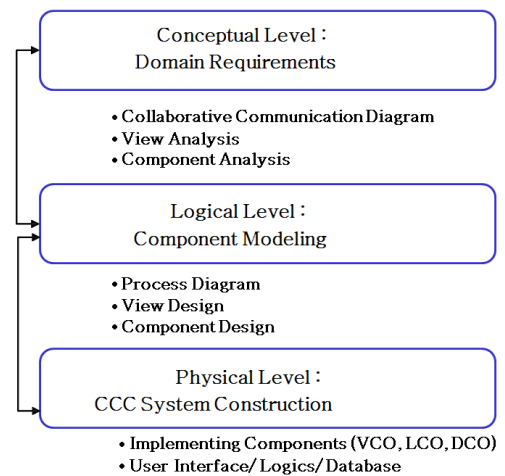 Conceptual Level :
Domain Requirements
• Collaborative Communication Diagram
• View Analysis
• Component Analysis
Logical Level :
Component Modeling
• Process Diagram
• View Design
• Component Design
Physical Level :
CCC System Construction
• Implementing Components (VCO, LCO, DCO)
• User Interface/ Logics/ Database